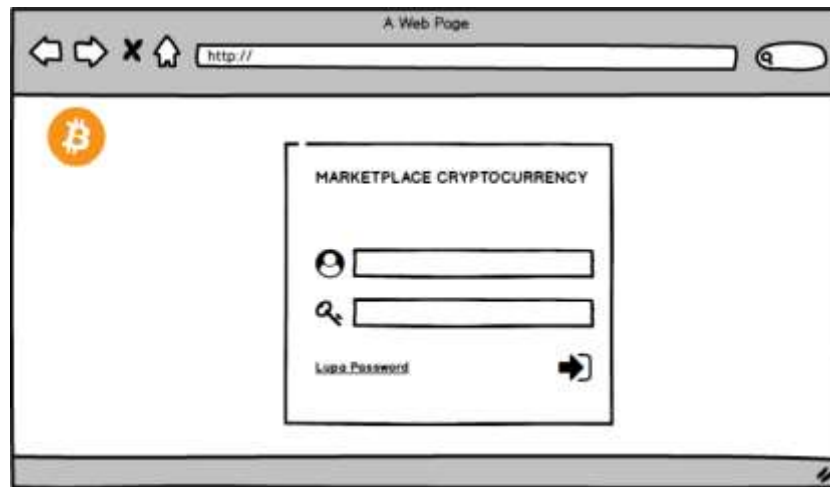 A Web Page
http://
MARKETPLACE CRYPTOCURRENCY
Lupa Password